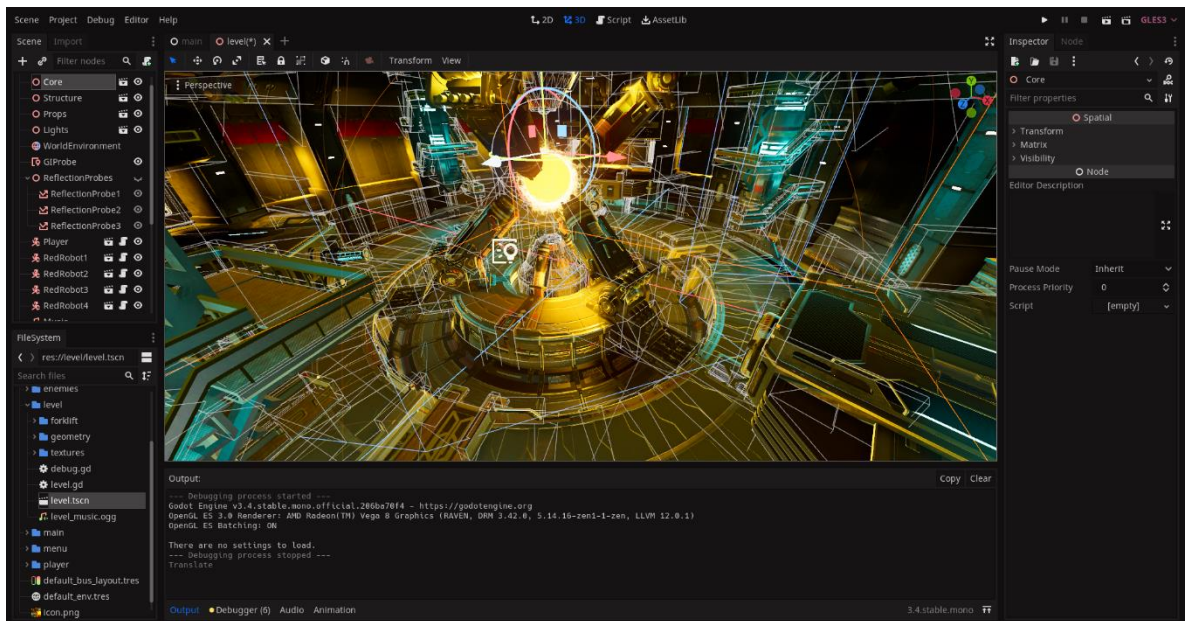 Scene Project Debug Editor Help
2D 3D Script AssetLib
GLES3
Scene Import
Filter nodes
Core
Structure
Props
Lights
WorldEnvironment
GIProbe
ReflectionProbes
ReflectionProbe1
ReflectionProbe2
ReflectionProbe3
Player
RedRobot1
RedRobot2
RedRobot3
RedRobot4
FileSystem
res://level/level.tscn
Search files
enemies
level
forklift
geometry
textures
debug.gd
level.gd
level.tscn
level_music.ogg
main
menu
player
default_bus_layout.tres
default_env.tres
icon.png
main level(*)
Transform View
Perspective
Y
X
Z
Output:
Copy Clear
--- Debugging process started ---
Godot Engine v3.4.stable.mono.official.206ba70f4 - https://godotengine.org
OpenGL ES 3.0 Renderer: AMD Radeon(TM) Vega 8 Graphics (RAVEN, DRM 3.42.0, 5.14.16-zen1-1-zen, LLVM 12.0.1)
OpenGL ES Batching: ON
There are no settings to load.
--- Debugging process stopped ---
Translate
Output Debugger (6) Audio Animation
3.4.stable.mono
Inspector Node
Core
Filter properties
Spatial
Transform
Matrix
Visibility
Node
Editor Description
Pause Mode Inherit
Process Priority 0
Script [empty]